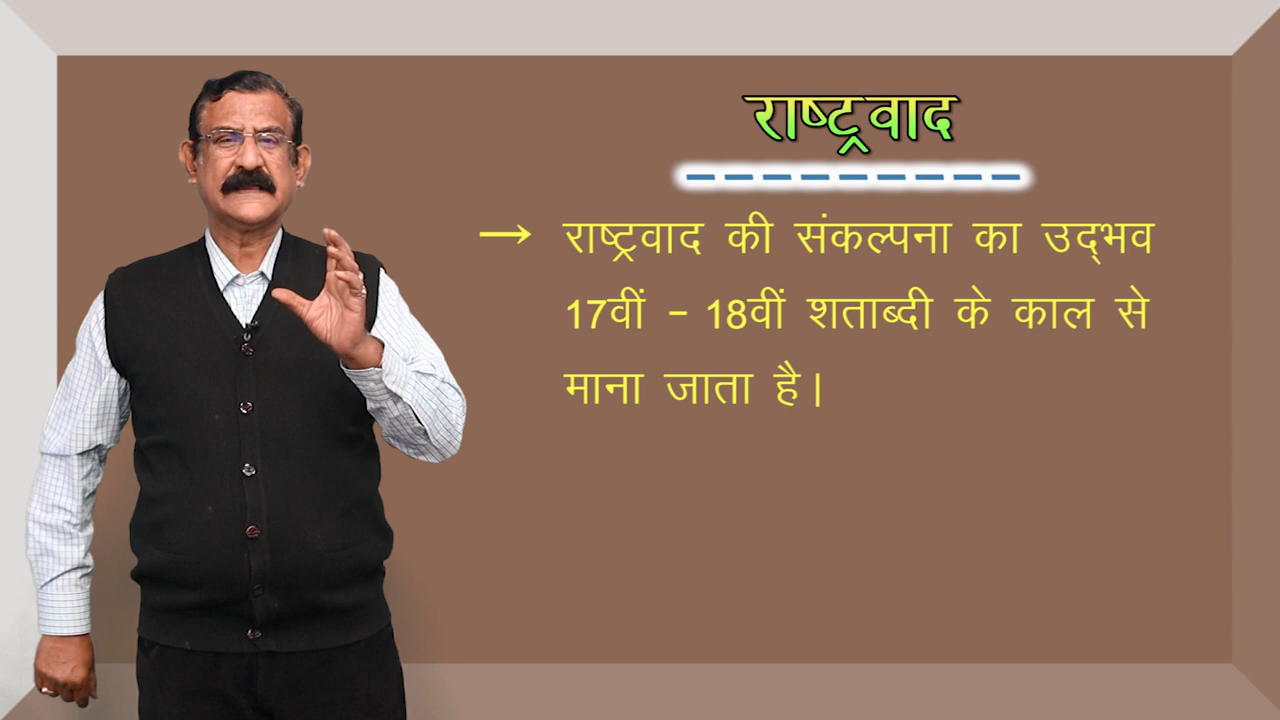 राष्ट्रवाद
→ राष्ट्रवाद की संकल्पना का उद्‌भव
17वीं - 18वीं शताब्दी के काल से
माना जाता है।